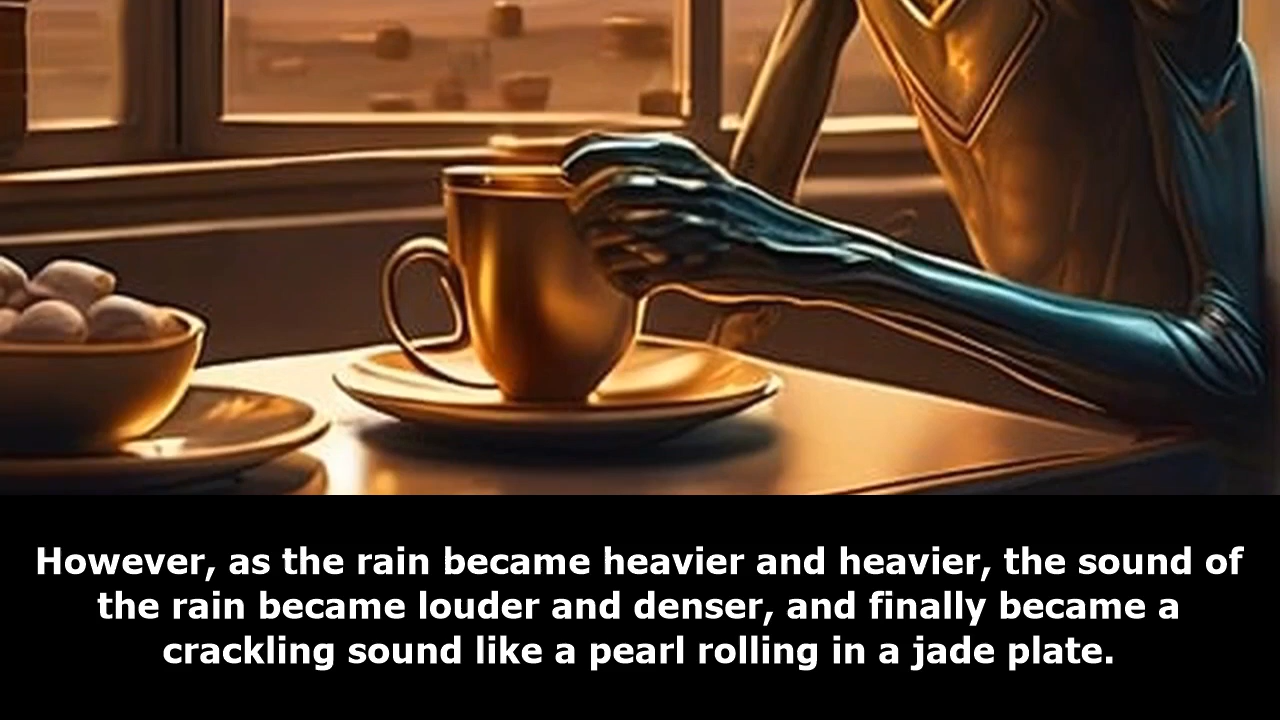 However, as the rain became heavier and heavier, the sound of
the rain became louder and denser, and finally became a
crackling sound like a pearl rolling in a jade plate.